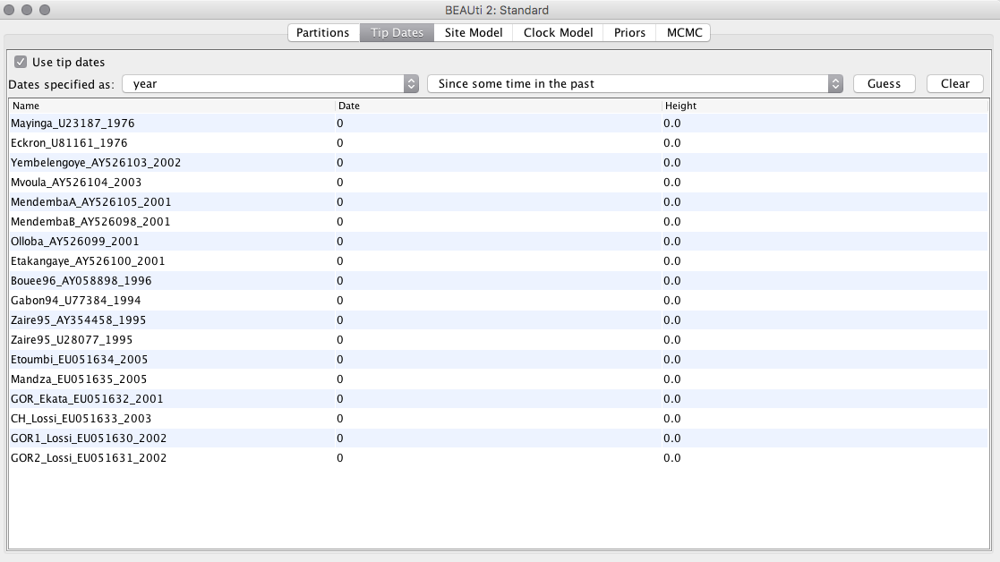 BEAUti 2: Standard
Partitions Tip Dates Site Model Clock Model Priors MCMC
Use tip dates
Dates specified as: year Since some time in the past Guess Clear
Name Date Height
Mayinga_U23187_1976 0 0.0
Eckron_U81161_1976 0 0.0
Yembelengoye_AY526103_2002 0 0.0
Mvoula_AY526104_2003 0 0.0
MendembaA_AY526105_2001 0 0.0
MendembaB_AY526098_2001 0 0.0
Olloba_AY526099_2001 0 0.0
Etakangaye_AY526100_2001 0 0.0
Bouee96_AY058898_1996 0 0.0
Gabon94_U77384_1994 0 0.0
Zaire95_AY354458_1995 0 0.0
Zaire95_U28077_1995 0 0.0
Etoumbi_EU051634_2005 0 0.0
Mandza_EU051635_2005 0 0.0
GOR_Ekata_EU051632_2001 0 0.0
CH_Lossi_EU051633_2003 0 0.0
GOR1_Lossi_EU051630_2002 0 0.0
GOR2_Lossi_EU051631_2002 0 0.0